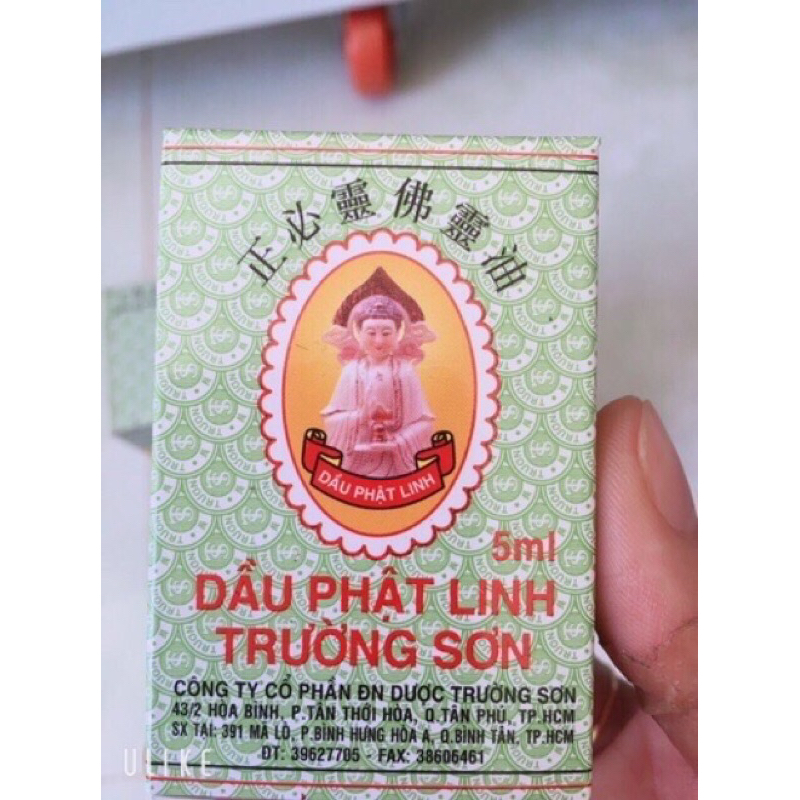 正必靈佛靈油
DẦU PHẬT LINH
5ml
DẦU PHẬT LINH
TRƯỜNG SƠN
CÔNG TY CỔ PHẦN ĐN DƯỢC TRƯỜNG SƠN
43/2 HÒA BÌNH, P.TÂN THỚI HÒA, Q.TÂN PHÚ, TP.HCM
SX TẠI: 391 MÃ LÒ, P.BÌNH HƯNG HÒA A, Q.BÌNH TÂN, TP.HCM
ĐT: 39627705 - FAX: 38606461
ULIKE